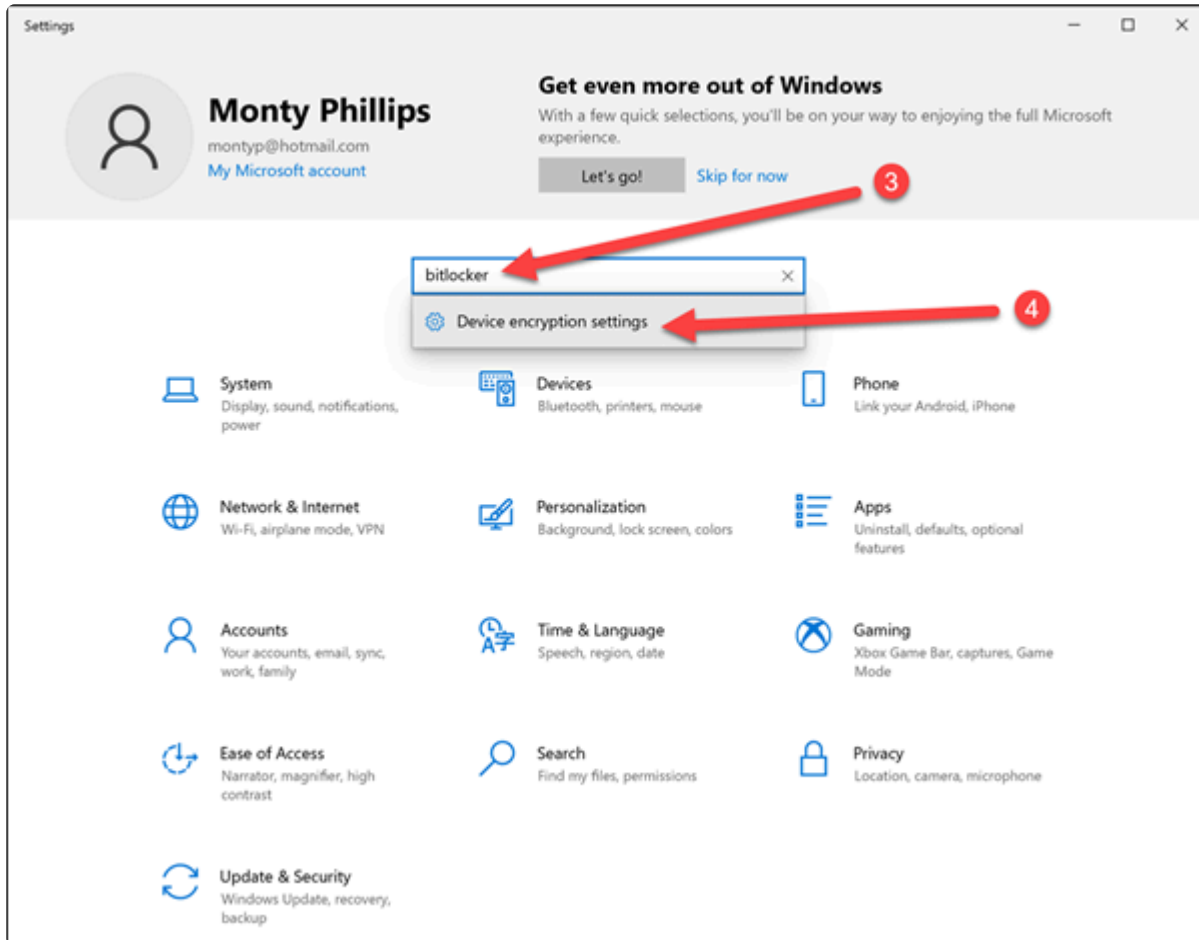 Settings
Monty Phillips
montyp@hotmail.com
My Microsoft account
Get even more out of Windows
With a few quick selections, you'll be on your way to enjoying the full Microsoft
experience.
Let's go!
Skip for now
3
bitlocker
Device encryption settings
4
System
Display, sound, notifications,
power
Devices
Bluetooth, printers, mouse
Phone
Link your Android, iPhone
Network & Internet
Wi-Fi, airplane mode, VPN
Personalization
Background, lock screen, colors
Apps
Uninstall, defaults, optional
features
Accounts
Your accounts, email, sync,
work, family
A字
Time & Language
Speech, region, date
Gaming
Xbox Game Bar, captures, Game
Mode
Ease of Access
Narrator, magnifier, high
contrast
Search
Find my files, permissions
Privacy
Location, camera, microphone
Update & Security
Windows Update, recovery,
backup